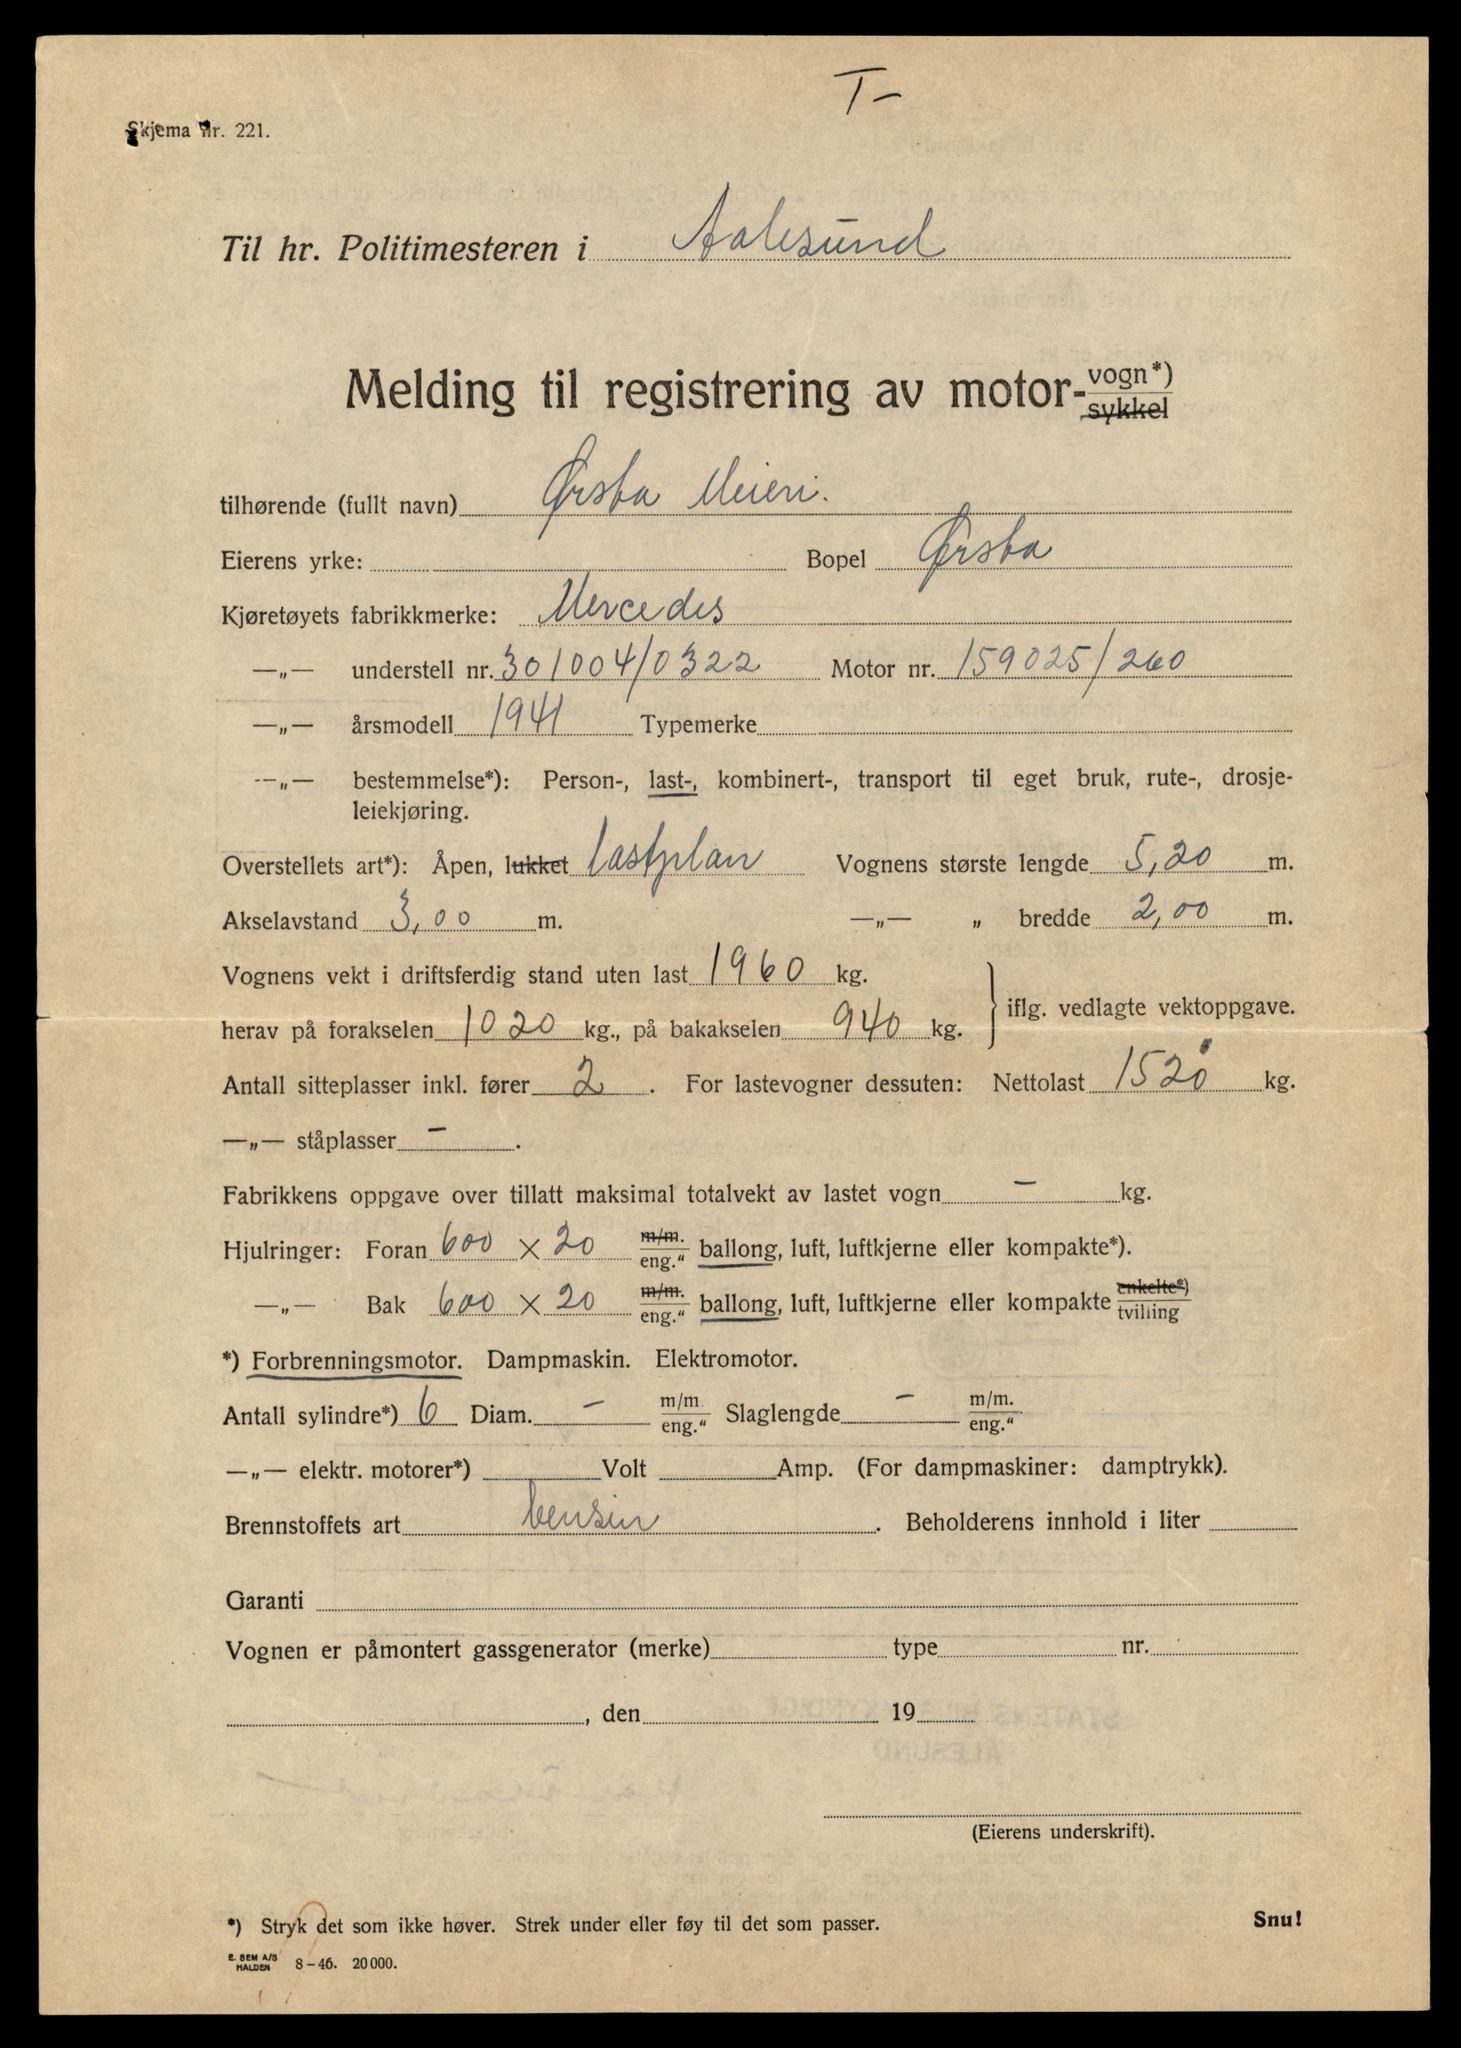 T-
Skjema nr. 221.
Til hr. Politimesteren i Aalesund
Melding til registrering av motor-vogn*)
sykkel
tilhørende (fullt navn) Ørsta Meieri.
Eierens yrke: Bopel Ørsta
Kjøretøyets fabrikkmerke: Mercedes
—„— understell nr. 301004/0322 Motor nr. 159025/260
—„— årsmodell 1941 Typemerke
—„— bestemmelse*): Person-, last-, kombinert-, transport til eget bruk, rute-, drosje-
leiekjøring.
Overstellets art*): Åpen, lukket lastplan Vognens største lengde 5,20 m.
Akselavstand 3,00 m. —„— „ bredde 2,00 m.
Vognens vekt i driftsferdig stand uten last 1960 kg.
herav på forakselen 1020 kg., på bakakselen 940 kg. iflg. vedlagte vektoppgave.
Antall sitteplasser inkl. fører 2. For lastevogner dessuten: Nettolast 1520 kg.
—„— ståplasser -.
Fabrikkens oppgave over tillatt maksimal totalvekt av lastet vogn - kg.
Hjulringer: Foran 600 × 20 m/m. eng.“ ballong, luft, luftkjerne eller kompakte*).
—„— Bak 600 × 20 m/m. eng.“ ballong, luft, luftkjerne eller kompakte enkelte*) tvilling
*) Forbrenningsmotor. Dampmaskin. Elektromotor.
Antall sylindre*) 6 Diam. - m/m eng.“ Slaglengde - m/m. eng.“
—„— elektr. motorer*) Volt Amp. (For dampmaskiner: damptrykk).
Brennstoffets art bensin. Beholderens innhold i liter
Garanti
Vognen er påmontert gassgenerator (merke) type nr.
, den 19
(Eierens underskrift).
*) Stryk det som ikke høver. Strek under eller føy til det som passer. Snu!
E. SEM A/S
HALDEN 8-46. 20 000.